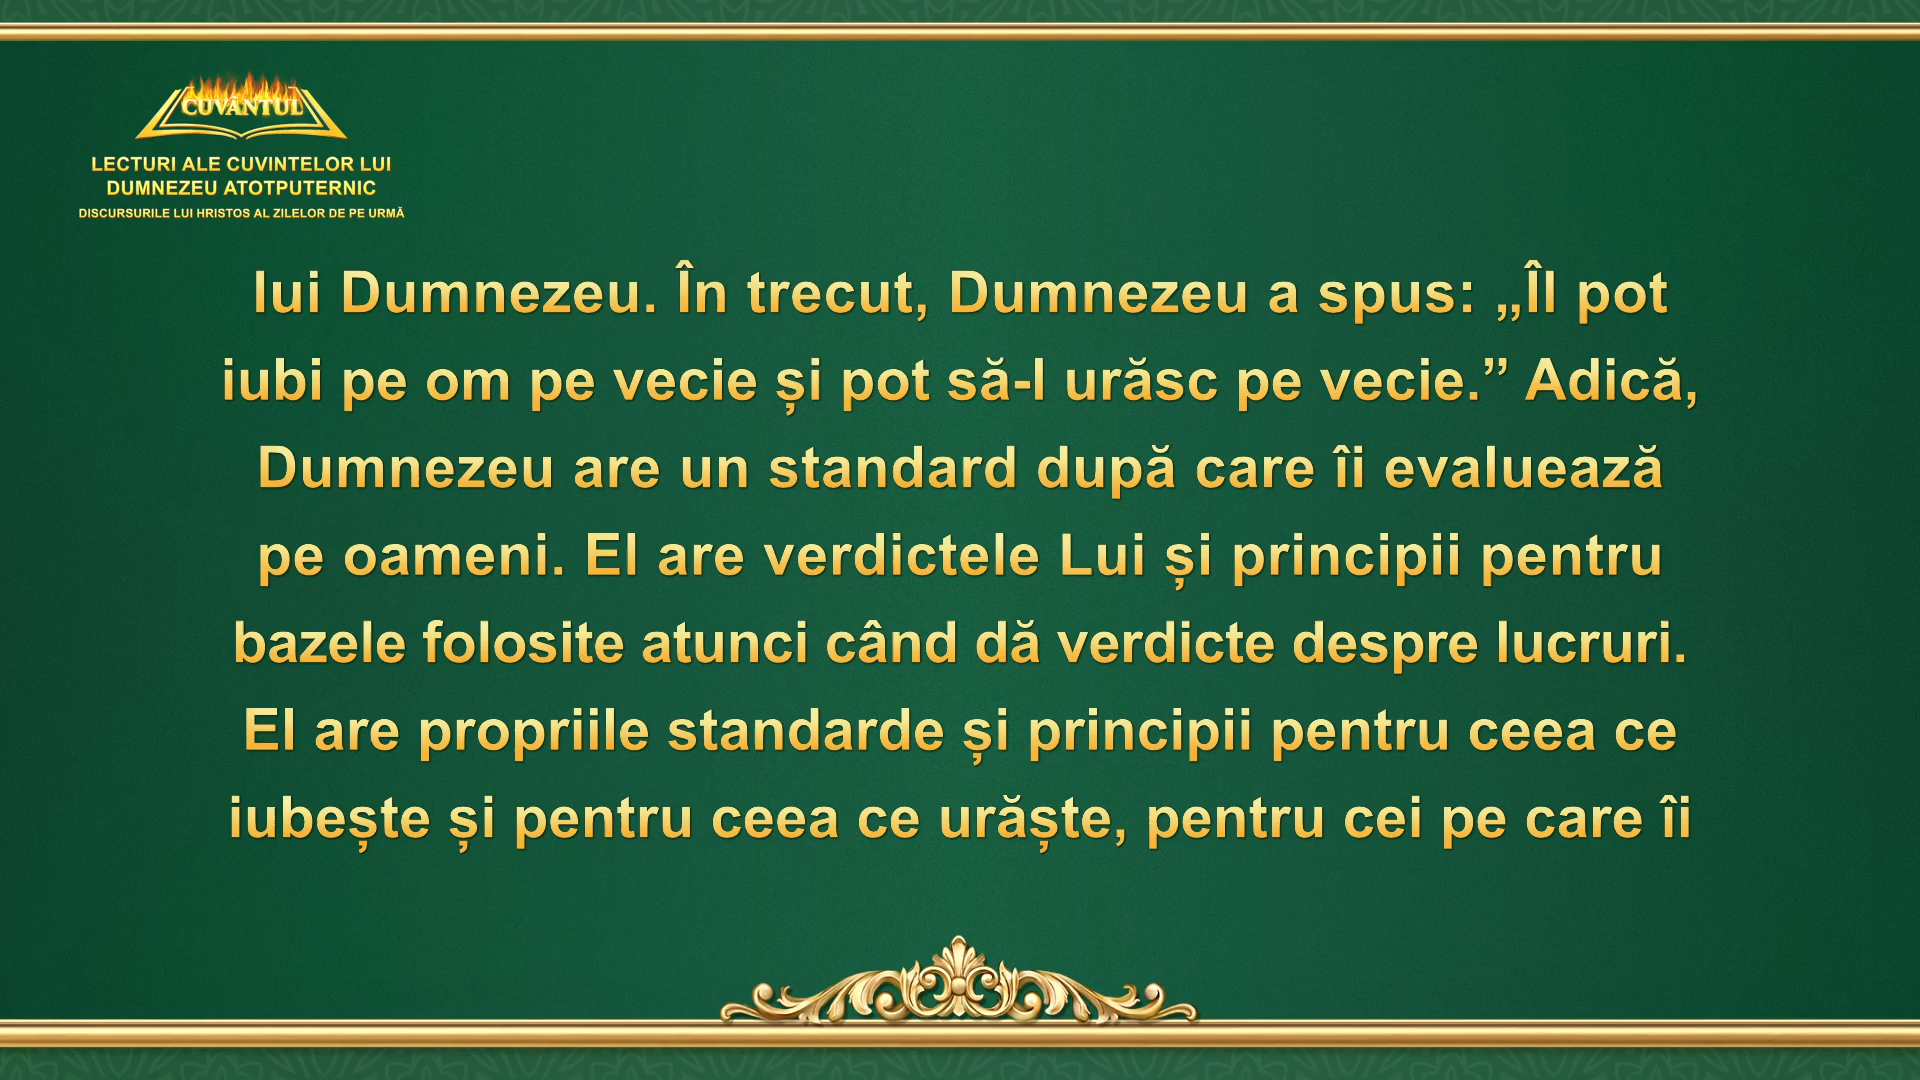 CUVÂNTUL
LECTURI ALE CUVINTELOR LUI
DUMNEZEU ATOTPUTERNIC
DISCURSURILE LUI HRISTOS AL ZILELOR DE PE URMĂ
lui Dumnezeu. În trecut, Dumnezeu a spus: „Îl pot
iubi pe om pe vecie și pot să-l urăsc pe vecie.” Adică,
Dumnezeu are un standard după care îi evaluează
pe oameni. El are verdictele Lui și principii pentru
bazele folosite atunci când dă verdicte despre lucruri.
El are propriile standarde și principii pentru ceea ce
iubește și pentru ceea ce urăște, pentru cei pe care îi